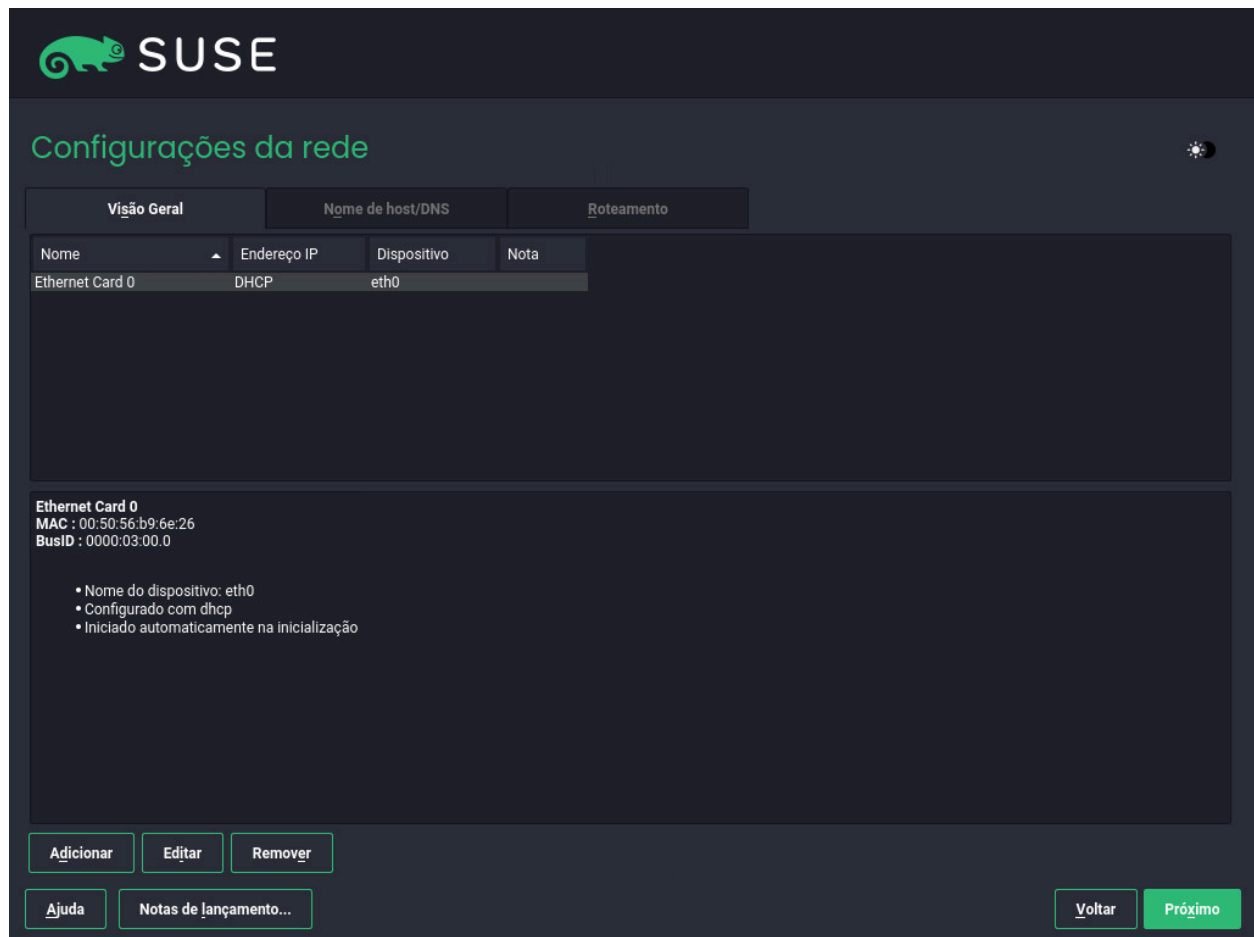 SUSE
Configurações da rede
Visão Geral Nome de host/DNS Roteamento
Nome Endereço IP Dispositivo Nota
Ethernet Card 0 DHCP eth0
Ethernet Card 0
MAC : 00:50:56:b9:6e:26
BusID : 0000:03:00.0
• Nome do dispositivo: eth0
• Configurado com dhcp
• Iniciado automaticamente na inicialização
Adicionar Editar Remover
Ajuda Notas de lançamento... Voltar Próximo